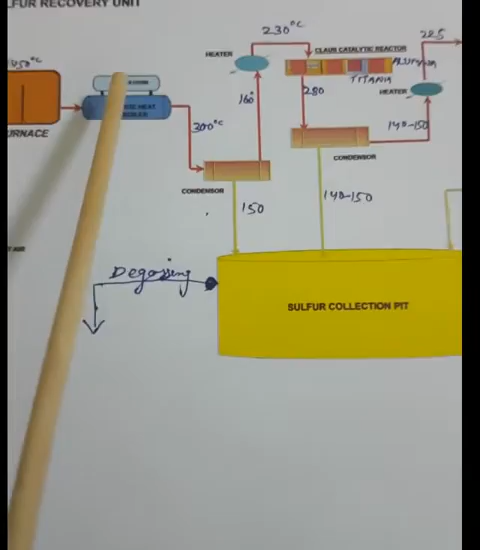 LFUR RECOVERY UNIT
230°C
HEATER
CLAUS CATALYTIC REACTOR
ALUMINA
TITANIA
225
HEATER
280
160°
URNACE
300°C
140-150
CONDENSOR
CONDENSOR
150
140-150
T AIR
Degassing
SULFUR COLLECTION PIT